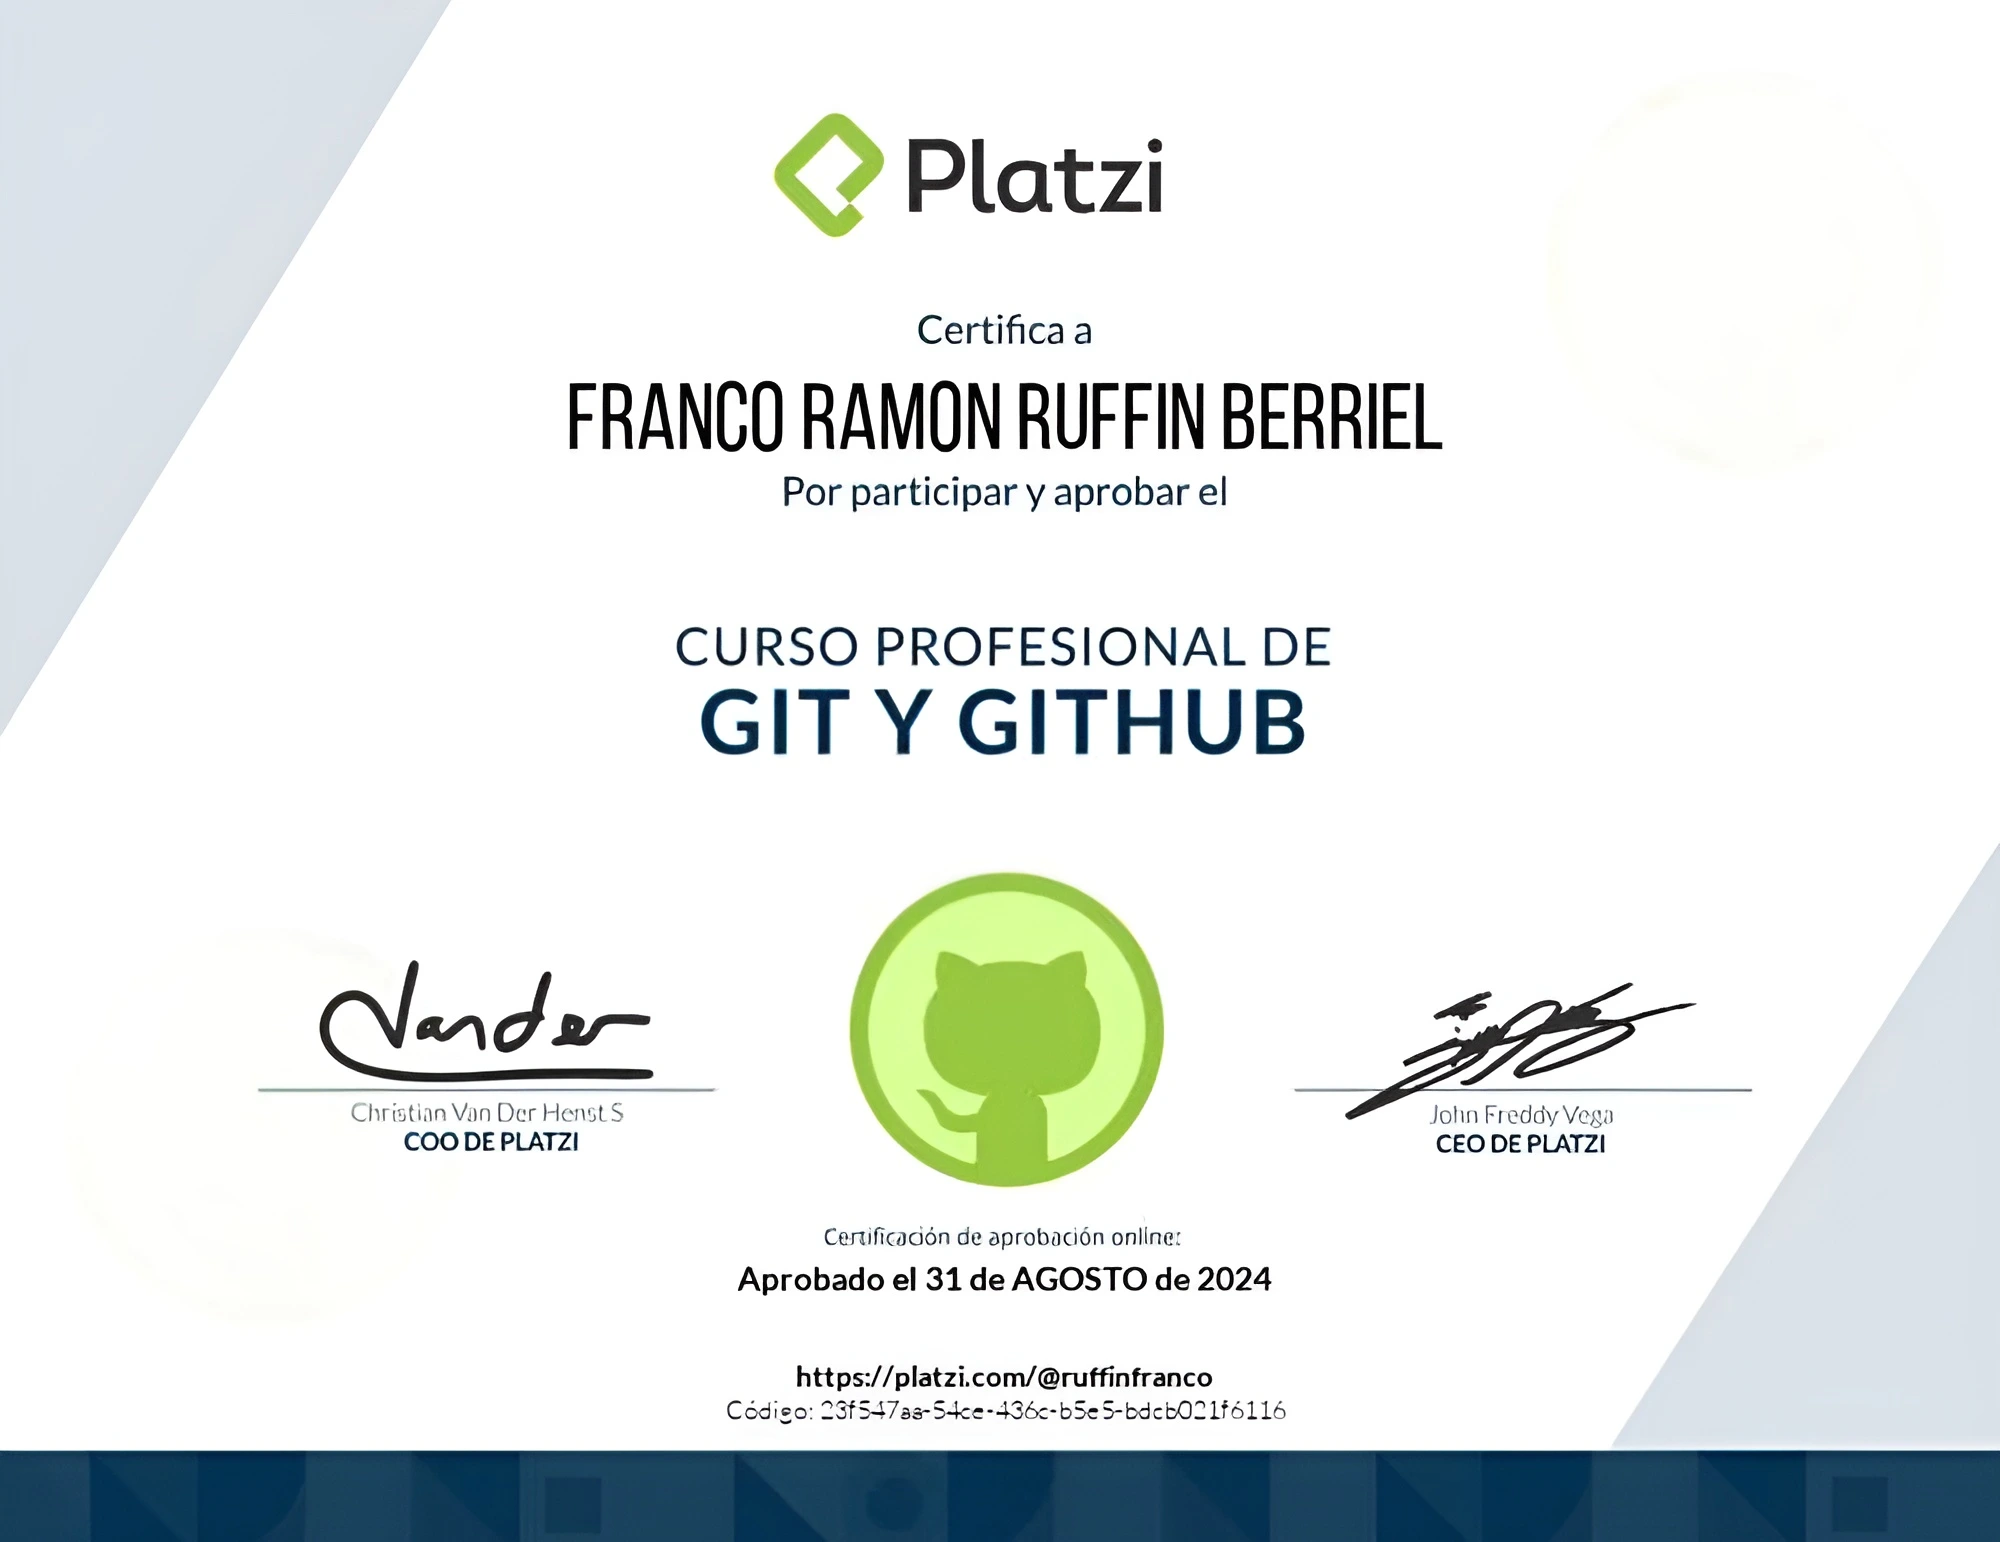 Platzi
Certifica a
FRANCO RAMON RUFFIN BERRIEL
Por participar y aprobar el
CURSO PROFESIONAL DE
GIT Y GITHUB
Vander
Christian Van Der Henst S
COO DE PLATZI
John Freddy Vega
CEO DE PLATZI
Certificación de aprobación online:
Aprobado el 31 de AGOSTO de 2024
https://platzi.com/@ruffinfranco
Código: 23f547aa-54ce-436c-b5e5-bdcb021f6116